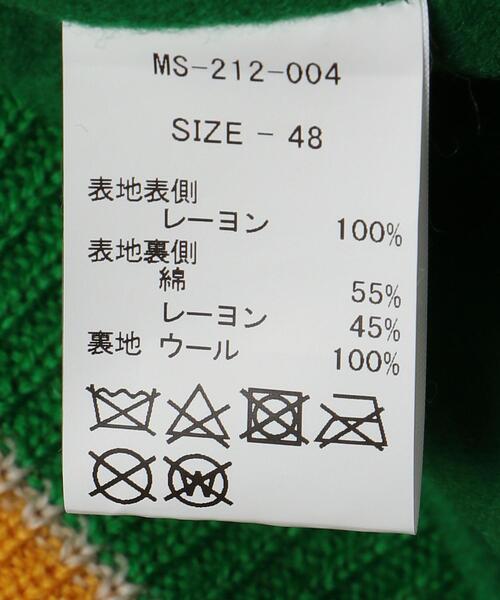 MS-212-004
SIZE - 48
表地表側
レーヨン 100%
表地裏側
綿 55%
レーヨン 45%
裏地 ウール 100%
W